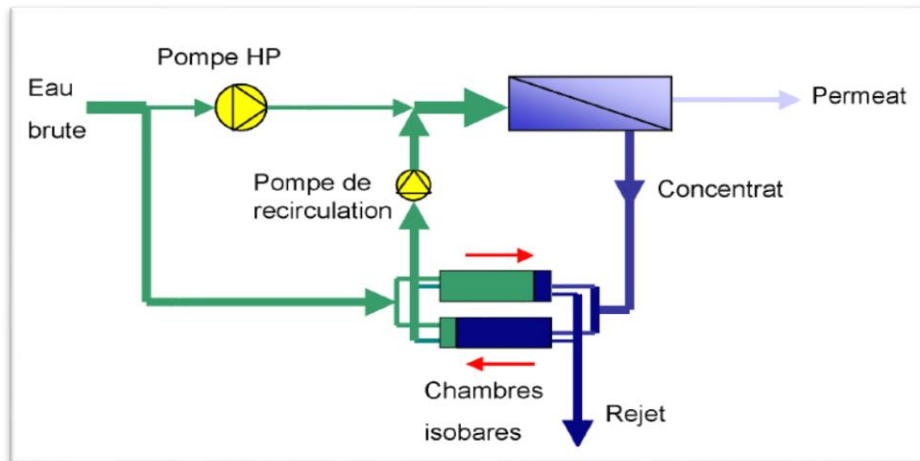 Pompe HP
Eau
brute
Permeat
Pompe de
recirculation
Concentrat
Chambres
isobares
Rejet